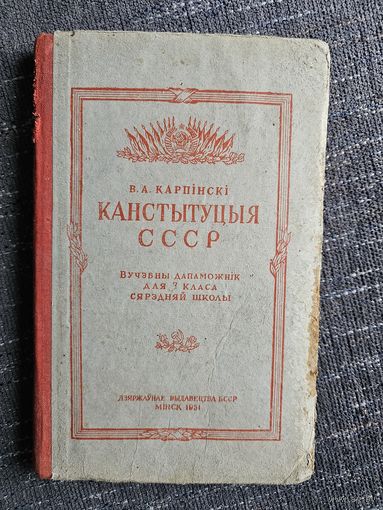 В. А. КАРПІНСКІ
КАНСТЫТУЦЫЯ
СССР
ВУЧЭБНЫ ДАПАМОЖНІК
ДЛЯ 7 КЛАСА
СЯРЭДНЯЙ ШКОЛЫ
ДЗЯРЖАЎНАЕ ВЫДАВЕЦТВА БССР
МІНСК 1951